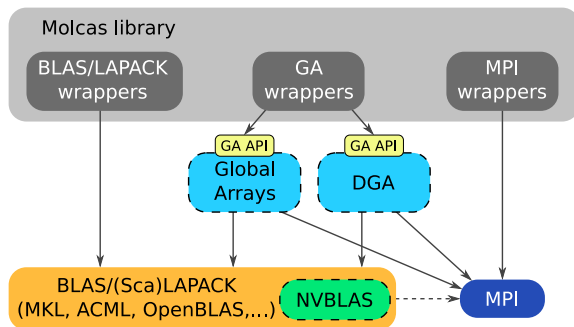 Molcas library
BLAS/LAPACK
wrappers
GA
wrappers
MPI
wrappers
GA API
GA API
Global
Arrays
DGA
BLAS/(Sca)LAPACK
(MKL, ACML, OpenBLAS,...)
NVBLAS
MPI